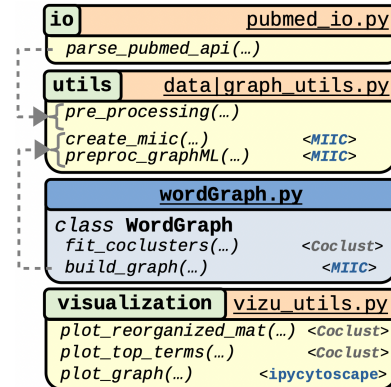 io pubmed_io.py
parse_pubmed_api(…)
utils data|graph_utils.py
pre_processing(…)
create_miic(…) <MIIC>
preproc_graphML(…) <MIIC>
wordGraph.py
class WordGraph
fit_coclusters(…) <Coclust>
build_graph(…) <MIIC>
visualization vizu_utils.py
plot_reorganized_mat(…) <Coclust>
plot_top_terms(…) <Coclust>
plot_graph(…) <ipycytoscape>